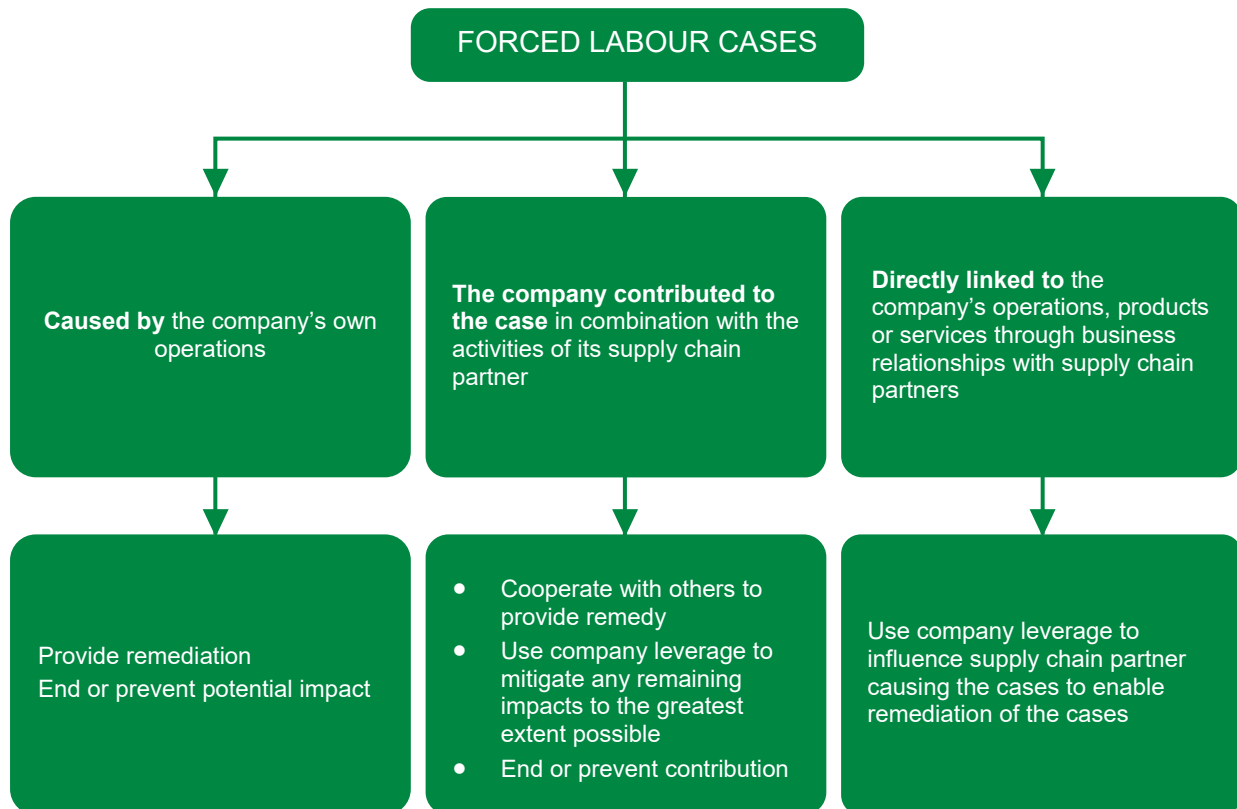 FORCED LABOUR CASES
Caused by the company’s own
operations
The company contributed to
the case in combination with the
activities of its supply chain
partner
Directly linked to the
company’s operations, products
or services through business
relationships with supply chain
partners
Provide remediation
End or prevent potential impact
● Cooperate with others to
provide remedy
● Use company leverage to
mitigate any remaining
impacts to the greatest
extent possible
● End or prevent contribution
Use company leverage to
influence supply chain partner
causing the cases to enable
remediation of the cases